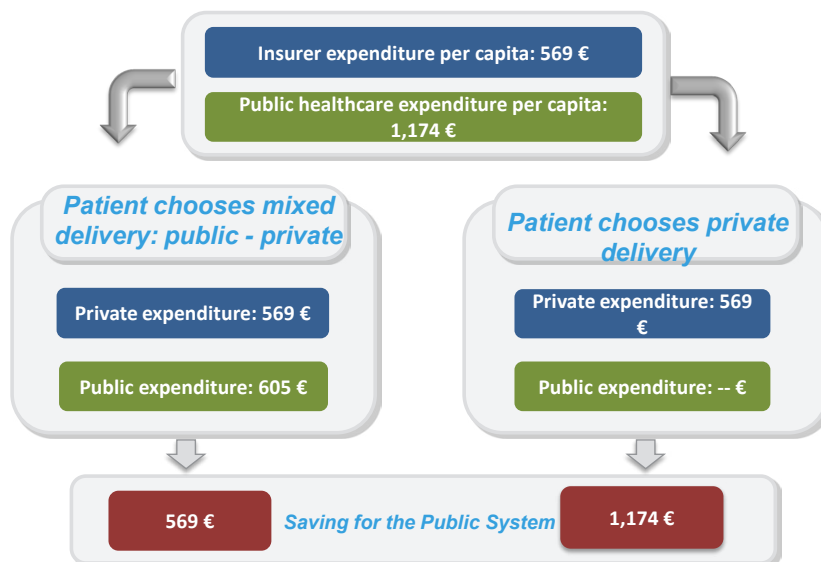 Insurer expenditure per capita: 569 €
Public healthcare expenditure per capita:
1,174 €
Patient chooses mixed
delivery: public - private
Private expenditure: 569 €
Public expenditure: 605 €
Patient chooses private
delivery
Private expenditure: 569
€
Public expenditure: -- €
569 €
Saving for the Public System
1,174 €